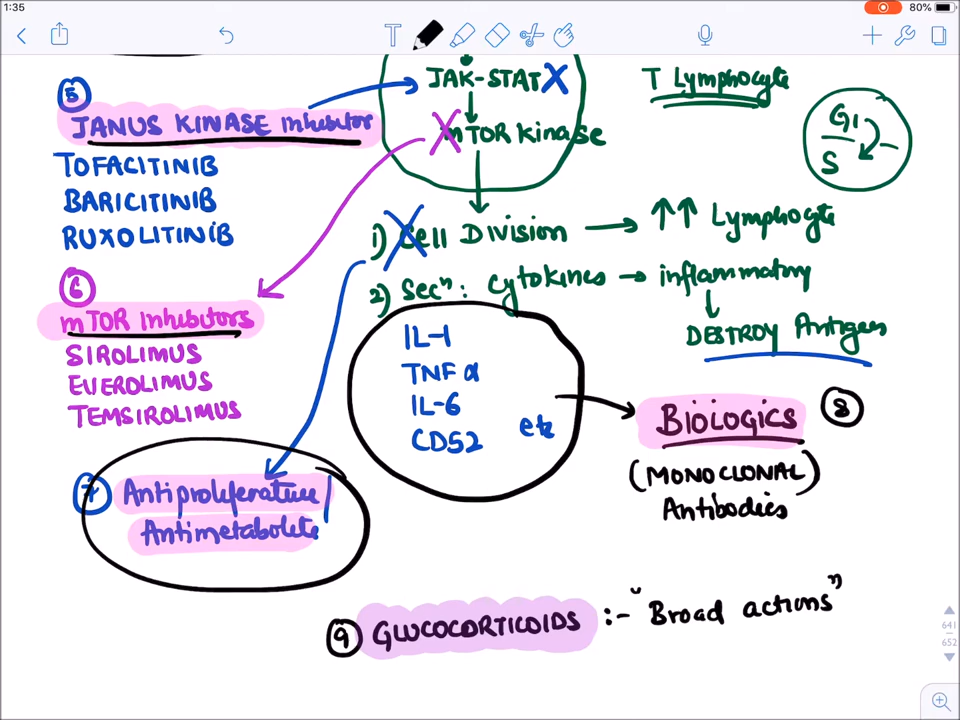 1:35
80%
T
JAK-STAT X
T Lymphocyte
5
JANUS KINASE Inhibitor
mTOR Kinase
G1
S
TOFACITINIB
BARICITINIB
RUXOLITINIB
1) Cell Division → ↑↑ Lymphocyte
2) Secⁿ : cytokines → inflammatory
↓
DESTROY Antigens
6
mTOR Inhibitors
SIROLIMUS
EVEROLIMUS
TEMSIROLIMUS
IL-1
TNF α
IL-6
CD52 etc
Biologics 8
(MONOCLONAL)
Antibodies
7 Antiproliferative/
Antimetabolite
9 GLUCOCORTICOIDS :- "Broad actions"
641
652